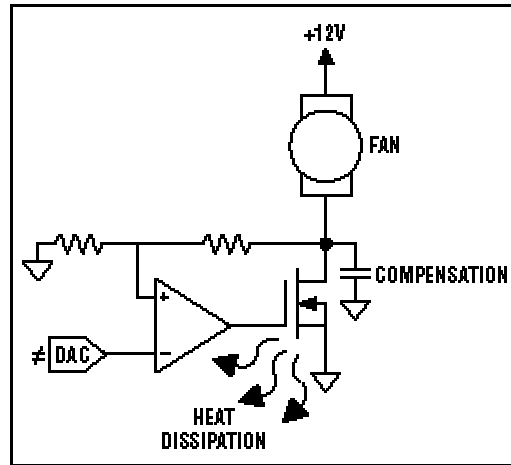 +12V
FAN
COMPENSATION
+
−
≠ DAC
HEAT
DISSIPATION